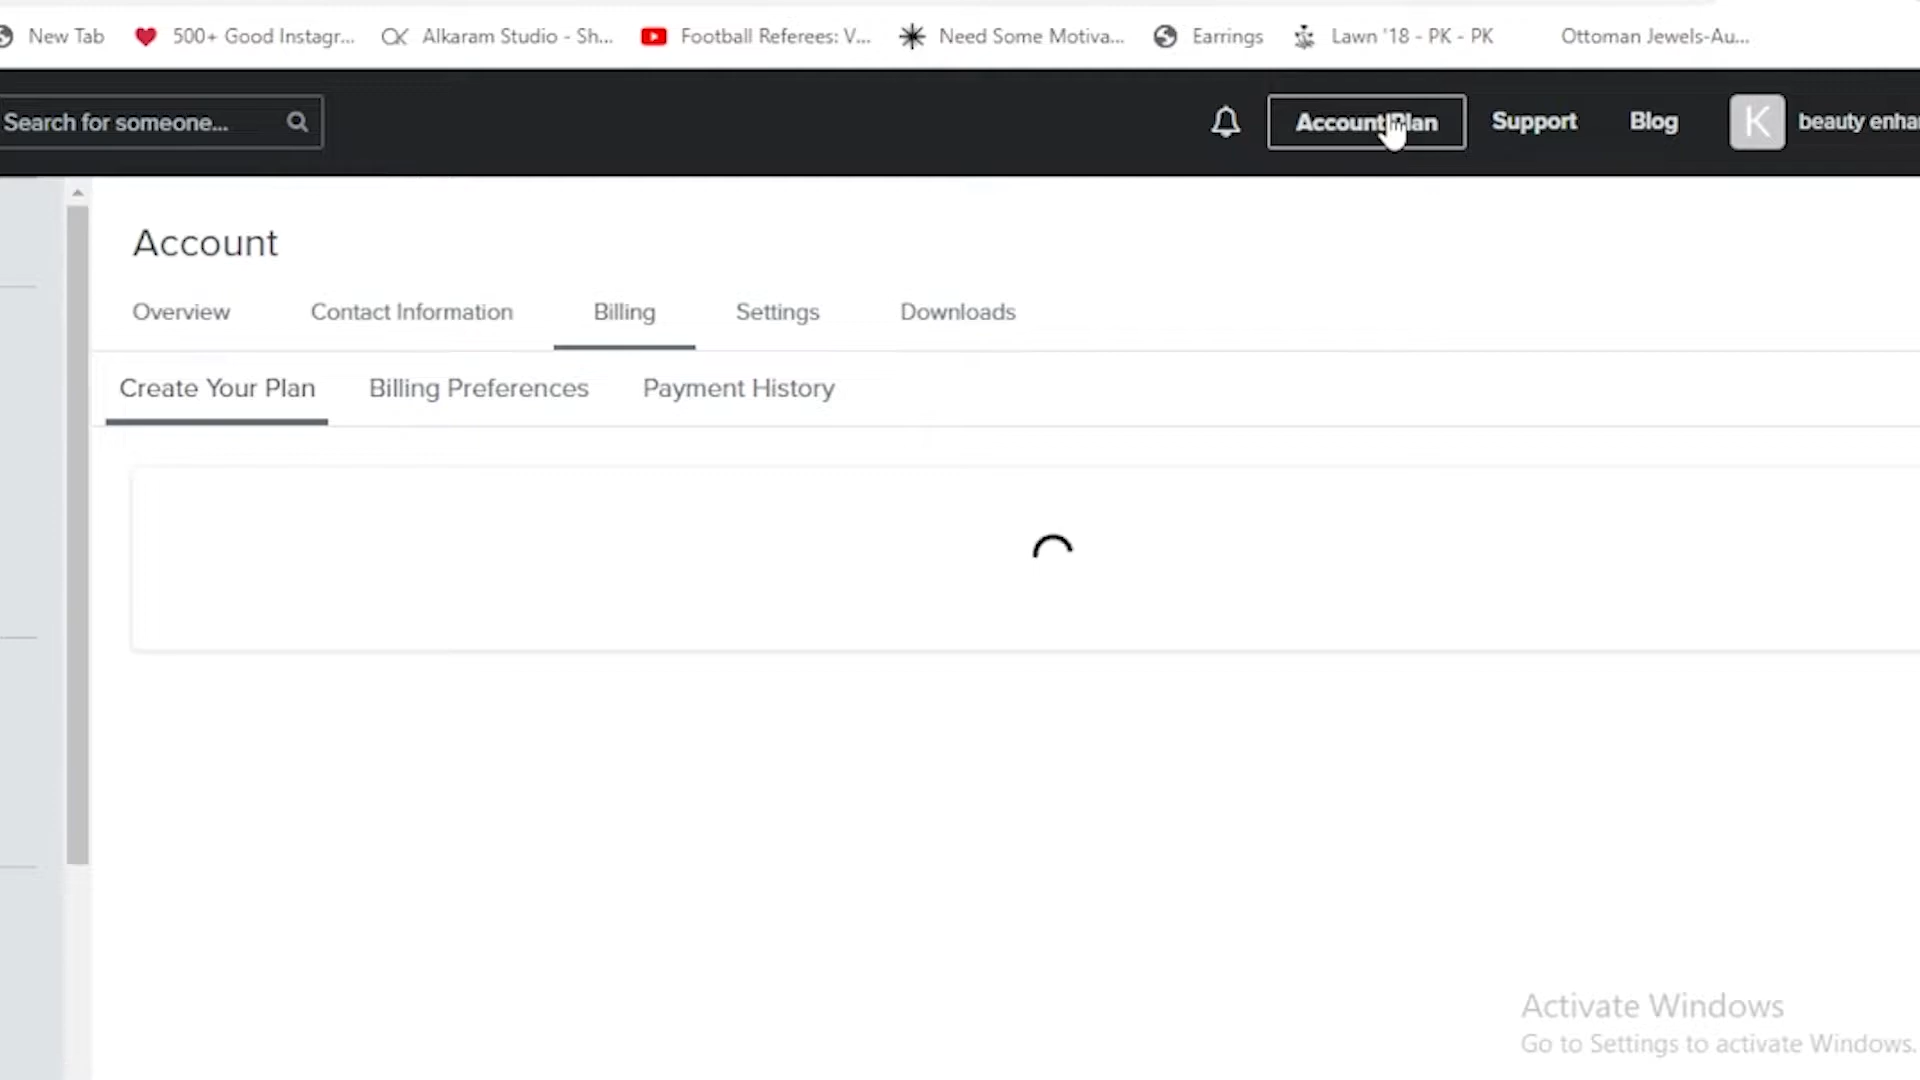 New Tab
500+ Good Instagr...
Alkaram Studio - Sh...
Football Referees: V...
Need Some Motiva...
Earrings
Lawn '18 - PK - PK
Ottoman Jewels-Au...
Search for someone...
Account Plan
Support
Blog
K
beauty enha
Account
Overview
Contact Information
Billing
Settings
Downloads
Create Your Plan
Billing Preferences
Payment History
Activate Windows
Go to Settings to activate Windows.